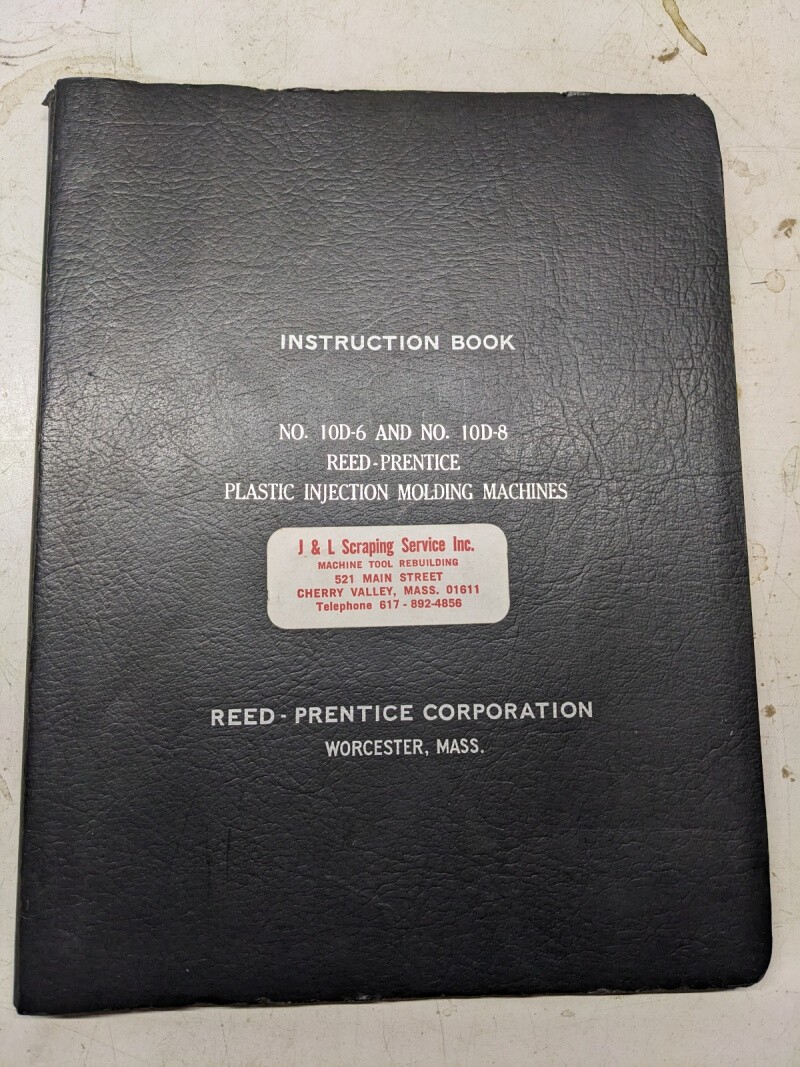 INSTRUCTION BOOK
NO. 10D-6 AND NO. 10D-8
REED-PRENTICE
PLASTIC INJECTION MOLDING MACHINES
J & L Scraping Service Inc.
MACHINE TOOL REBUILDING
521 MAIN STREET
CHERRY VALLEY, MASS. 01611
Telephone 617-892-4856
REED-PRENTICE CORPORATION
WORCESTER, MASS.